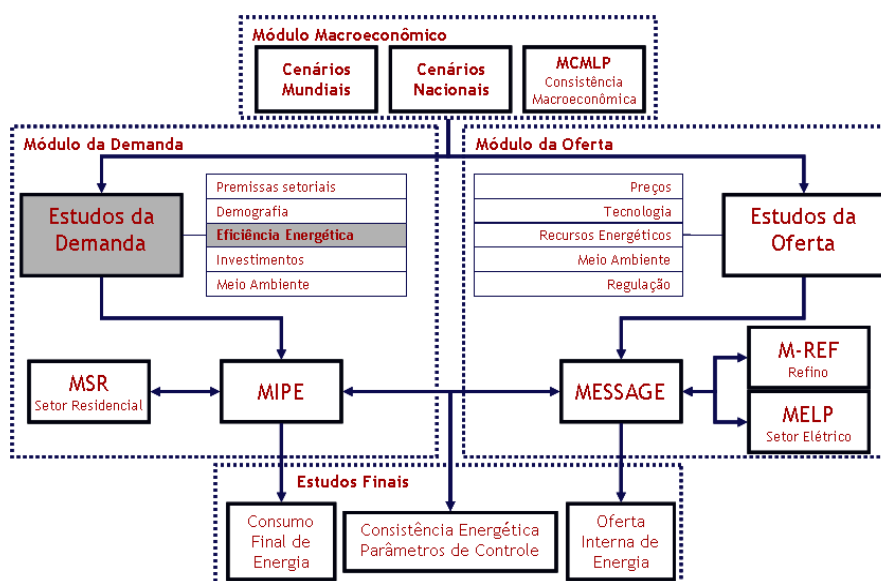 Módulo Macroeconômico
Cenários
Mundiais
Cenários
Nacionais
MCMLP
Consistência
Macroeconômica
Módulo da Demanda
Estudos da
Demanda
Premissas setoriais
Demografia
Eficiência Energética
Investimentos
Meio Ambiente
Módulo da Oferta
Preços
Tecnologia
Recursos Energéticos
Meio Ambiente
Regulação
Estudos da
Oferta
MSR
Setor Residencial
MIPE
MESSAGE
M-REF
Refino
MELP
Setor Elétrico
Estudos Finais
Consumo
Final de
Energia
Consistência Energética
Parâmetros de Controle
Oferta
Interna de
Energia